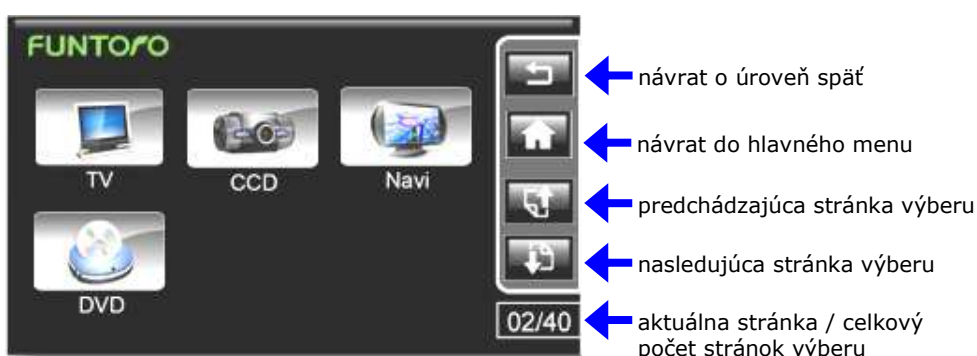 FUNTORO
návrat o úroveň späť
návrat do hlavného menu
TV
CCD
Navi
predchádzajúca stránka výberu
nasledujúca stránka výberu
DVD
02/40
aktuálna stránka / celkový
počet stránok výberu